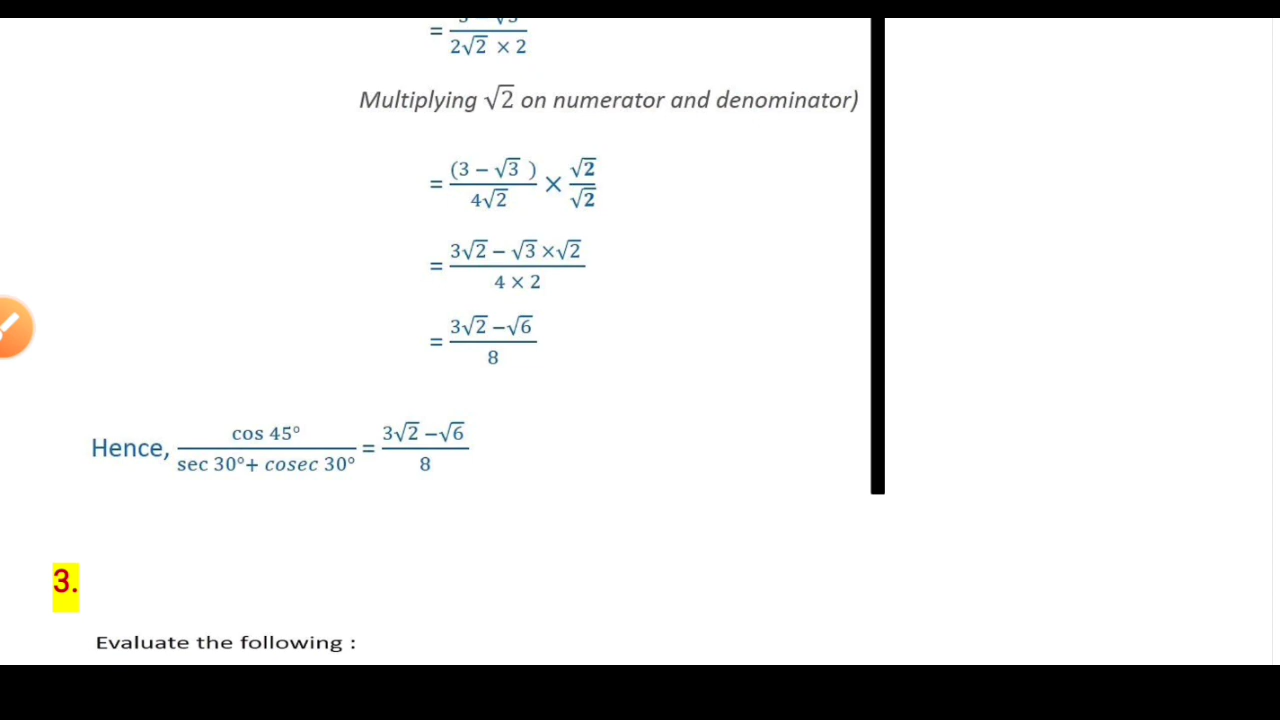 = / 2√2 × 2
Multiplying √2 on numerator and denominator)
= (3 − √3 ) / 4√2 × √2 / √2
= 3√2 − √3 ×√2 / 4 × 2
= 3√2 −√6 / 8
Hence, cos 45° / sec 30°+ cosec 30° = 3√2 −√6 / 8
3.
Evaluate the following :